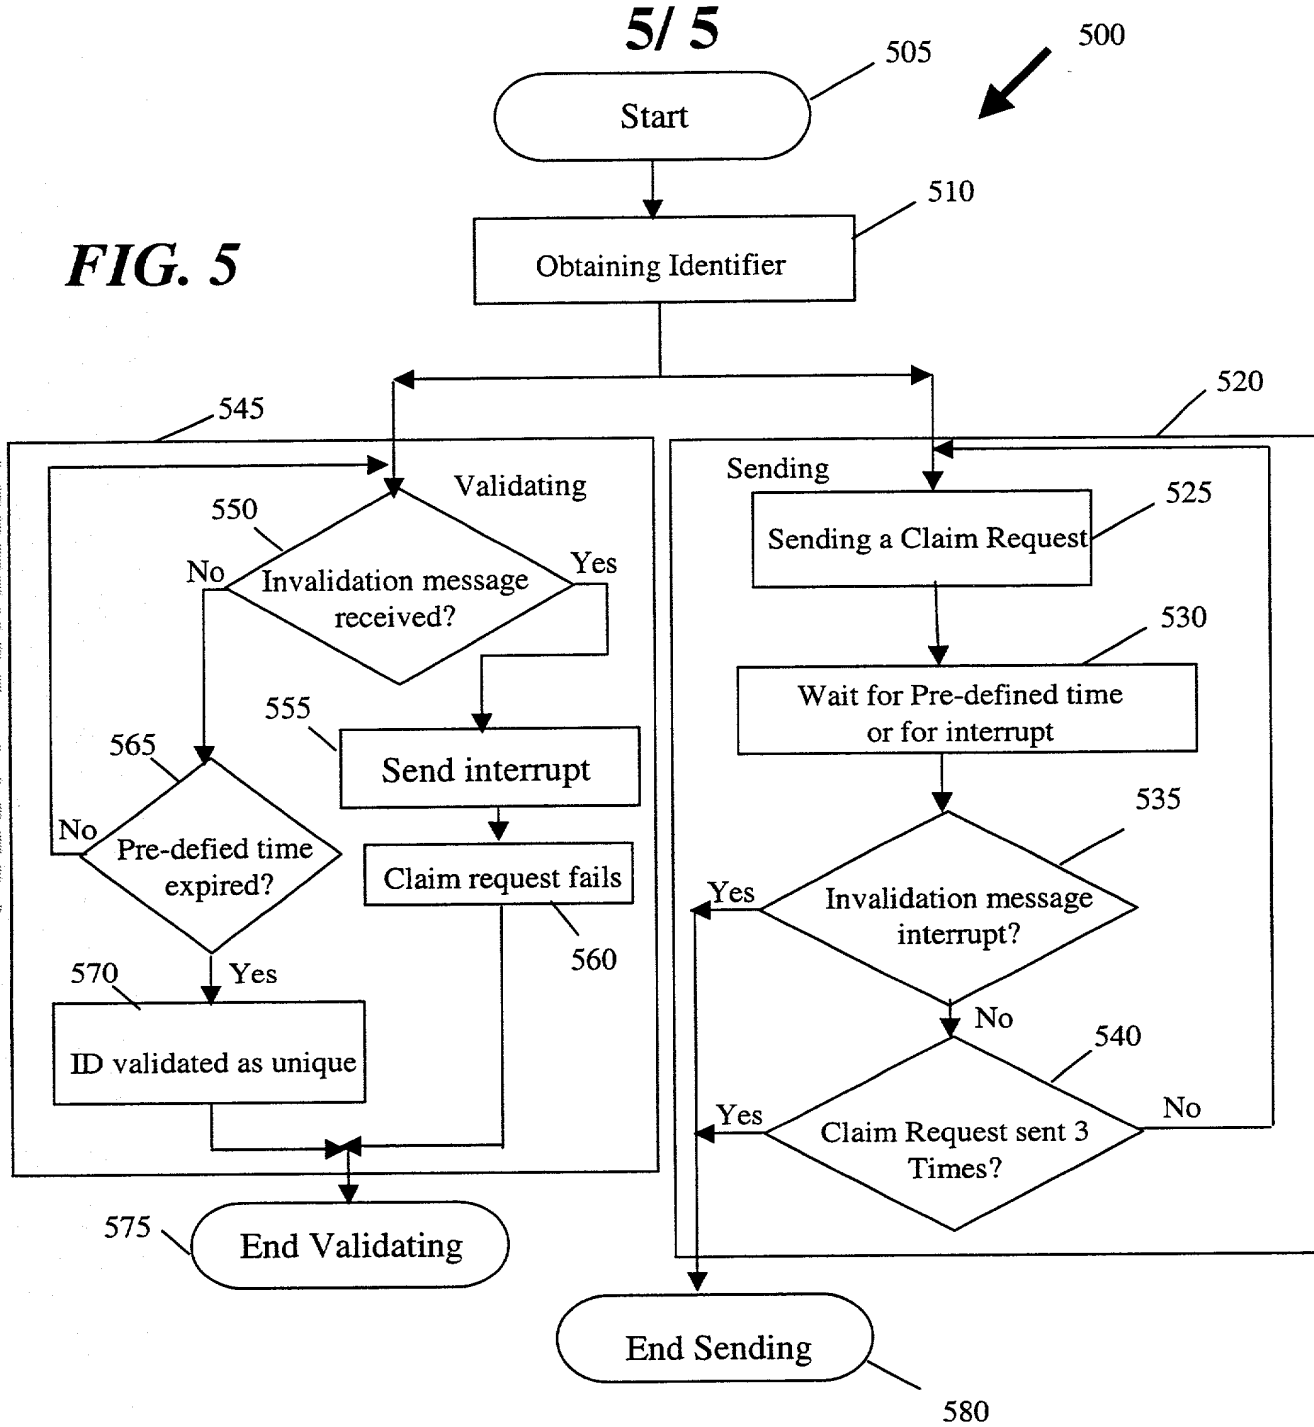 5/ 5
500
505
Start
510
FIG. 5
Obtaining Identifier
520
545
Sending
Validating
525
550
Sending a Claim Request
No
Yes
Invalidation message
received?
530
Wait for Pre-defined time
or for interrupt
555
565
Send interrupt
535
No
Pre-defied time
expired?
Claim request fails
Yes
Invalidation message
interrupt?
560
570
Yes
No
540
ID validated as unique
Yes
No
Claim Request sent 3
Times?
575
End Validating
End Sending
580